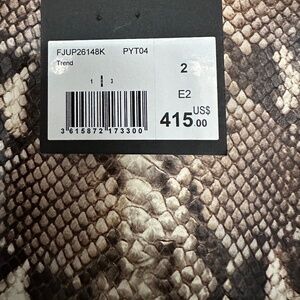 FJUP26148K PYT04
Trend
1 3
3 615872 173300
2
E2
415.00 US$